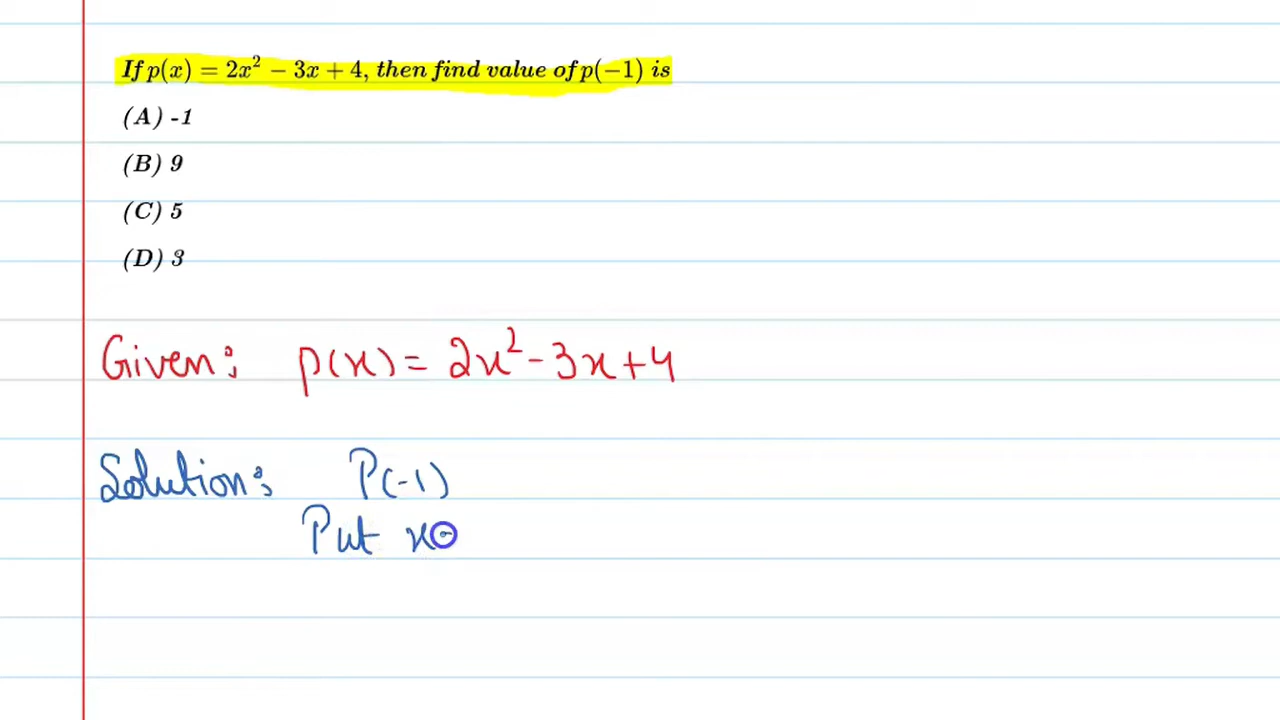 If p(x) = 2x² − 3x + 4, then find value of p(−1) is
(A) -1
(B) 9
(C) 5
(D) 3
Given: p(x) = 2x² - 3x + 4
Solution: P(-1)
Put x